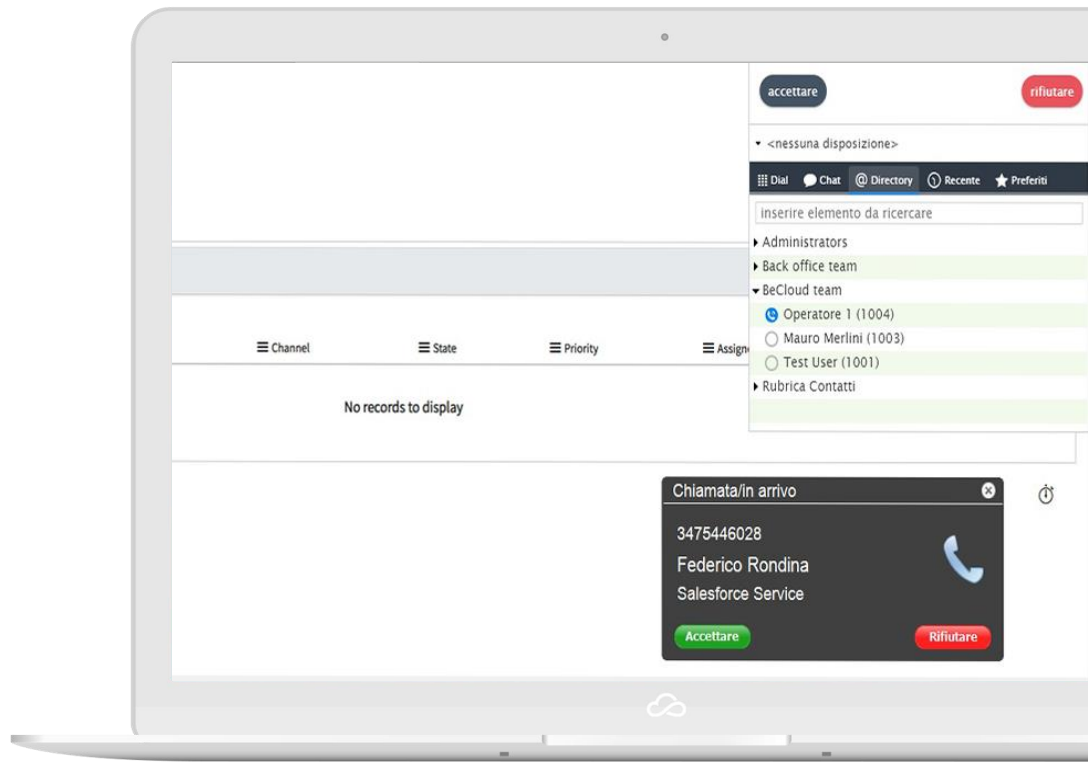 accettare rifiutare
<nessuna disposizione>
Dial Chat @ Directory Recente Preferiti
inserire elemento da ricercare
Administrators
Back office team
BeCloud team
Operatore 1 (1004)
Mauro Merlini (1003)
Test User (1001)
Rubrica Contatti
Channel State Priority Assigne
No records to display
Chiamata/in arrivo
3475446028
Federico Rondina
Salesforce Service
Accettare Rifiutare